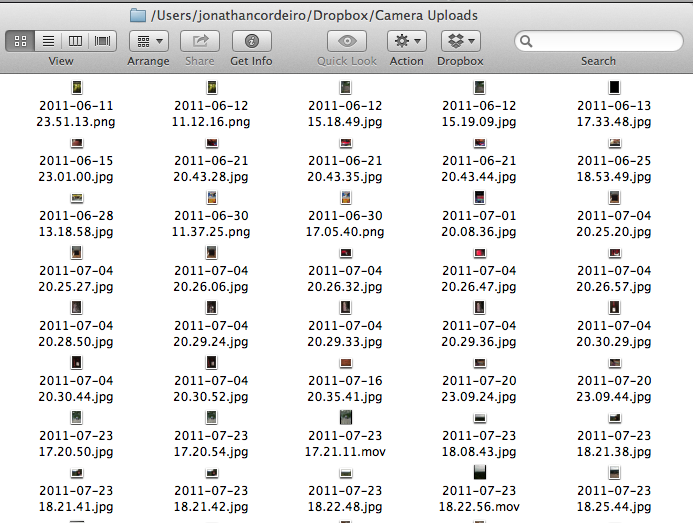 /Users/jonathancordeiro/Dropbox/Camera Uploads
View Arrange Share Get Info Quick Look Action Dropbox Search
2011-06-11 2011-06-12 2011-06-12 2011-06-12 2011-06-13
23.51.13.png 11.12.16.png 15.18.49.jpg 15.19.09.jpg 17.33.48.jpg
2011-06-15 2011-06-21 2011-06-21 2011-06-21 2011-06-25
23.01.00.jpg 20.43.28.jpg 20.43.35.jpg 20.43.44.jpg 18.53.49.jpg
2011-06-28 2011-06-30 2011-06-30 2011-07-01 2011-07-04
13.18.58.jpg 11.37.25.png 17.05.40.png 20.08.36.jpg 20.25.20.jpg
2011-07-04 2011-07-04 2011-07-04 2011-07-04 2011-07-04
20.25.27.jpg 20.26.06.jpg 20.26.32.jpg 20.26.47.jpg 20.26.57.jpg
2011-07-04 2011-07-04 2011-07-04 2011-07-04 2011-07-04
20.28.50.jpg 20.29.24.jpg 20.29.33.jpg 20.29.36.jpg 20.30.29.jpg
2011-07-04 2011-07-04 2011-07-16 2011-07-20 2011-07-20
20.30.44.jpg 20.30.52.jpg 20.35.41.jpg 23.09.24.jpg 23.09.44.jpg
2011-07-23 2011-07-23 2011-07-23 2011-07-23 2011-07-23
17.20.50.jpg 17.20.54.jpg 17.21.11.mov 18.08.43.jpg 18.21.38.jpg
2011-07-23 2011-07-23 2011-07-23 2011-07-23 2011-07-23
18.21.41.jpg 18.21.42.jpg 18.22.48.jpg 18.22.56.mov 18.25.44.jpg